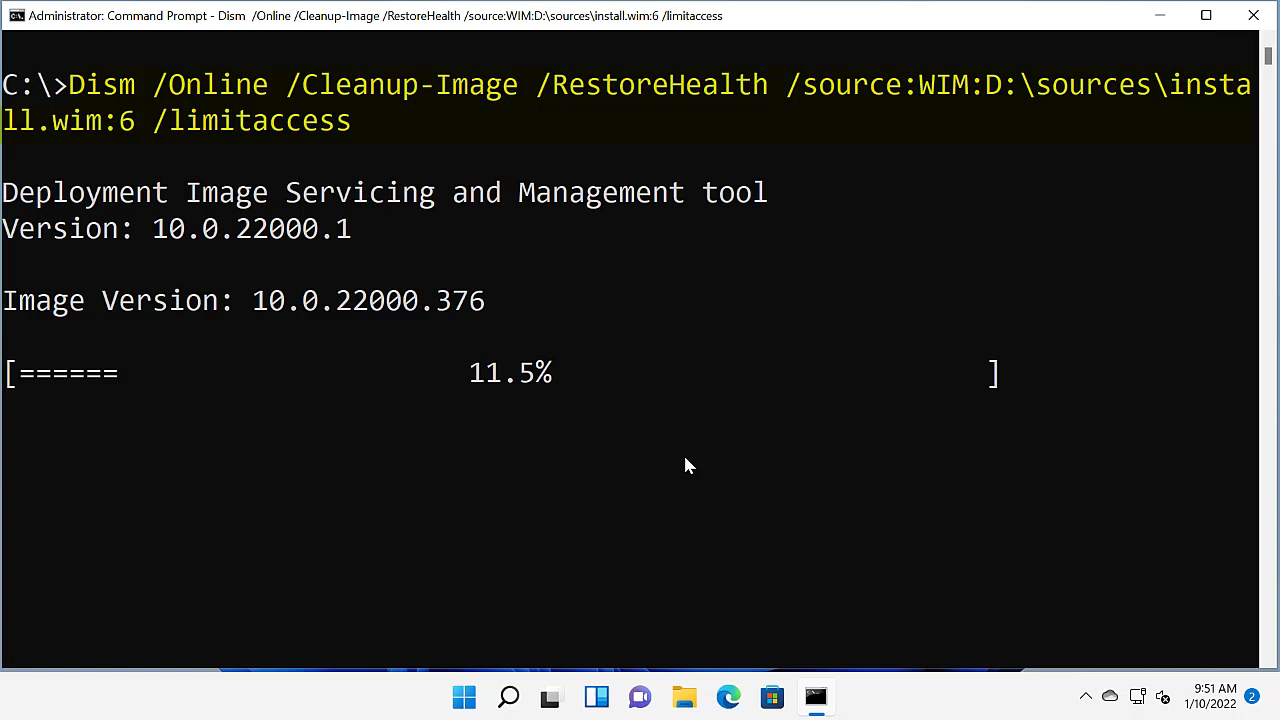 Administrator: Command Prompt - Dism /Online /Cleanup-Image /RestoreHealth /source:WIM:D:\sources\install.wim:6 /limitaccess
C:\>Dism /Online /Cleanup-Image /RestoreHealth /source:WIM:D:\sources\insta
ll.wim:6 /limitaccess
Deployment Image Servicing and Management tool
Version: 10.0.22000.1
Image Version: 10.0.22000.376
[====== 11.5% ]
9:51 AM
1/10/2022
2